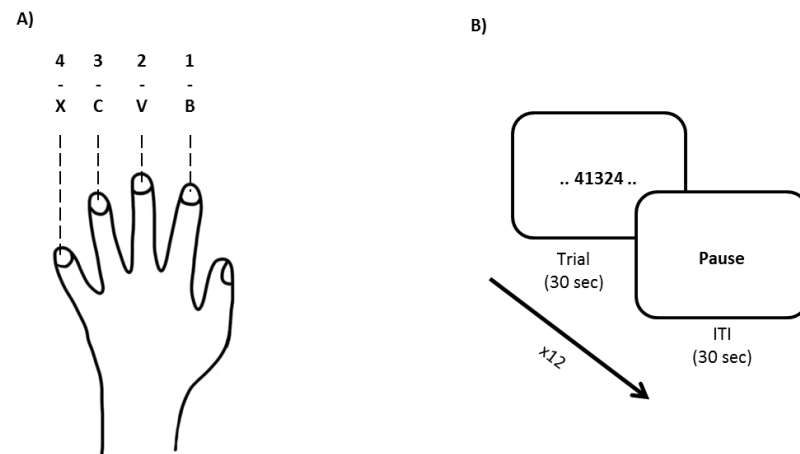 A)
4 3 2 1
- - - -
X C V B
B)
.. 41324 ..
Trial
(30 sec)
Pause
ITI
(30 sec)
x12